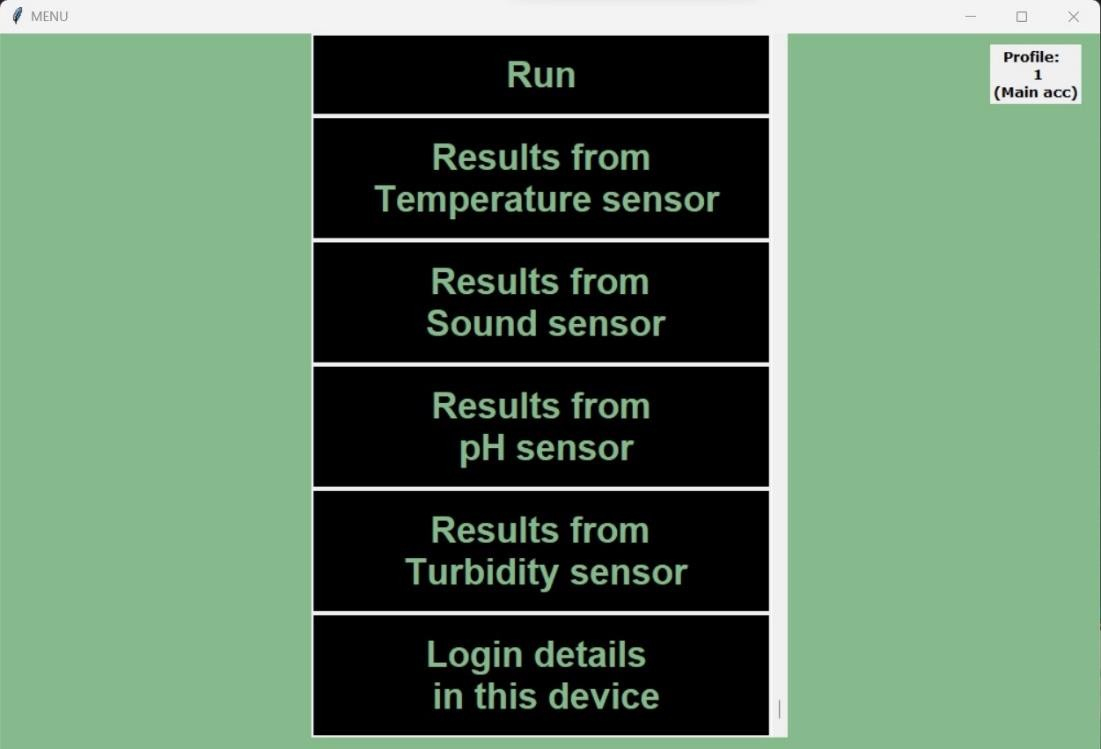 MENU
Profile:
1
(Main acc)
Run
Results from
Temperature sensor
Results from
Sound sensor
Results from
pH sensor
Results from
Turbidity sensor
Login details
in this device